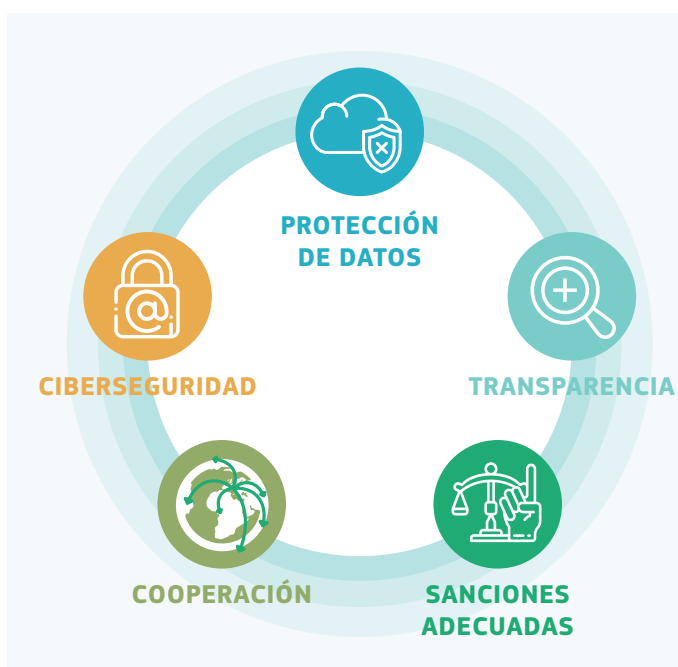 PROTECCIÓN
DE DATOS
CIBERSEGURIDAD
TRANSPARENCIA
COOPERACIÓN
SANCIONES
ADECUADAS